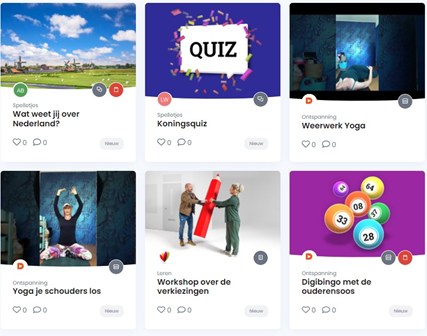 AB
Spelletjes
Wat weet jij over
Nederland?
0 0 Nieuw
QUIZ
LW
Spelletjes
Koningsquiz
0 0 Nieuw
D
Ontspanning
Weerwerk Yoga
0 0 Nieuw
D
Ontspanning
Yoga je schouders los
0 0 Nieuw
Leren
Workshop over de
verkiezingen
0 0 Nieuw
64
08
33
37
28
D
Ontspanning
Digibingo met de
ouderensoos
0 0 Nieuw